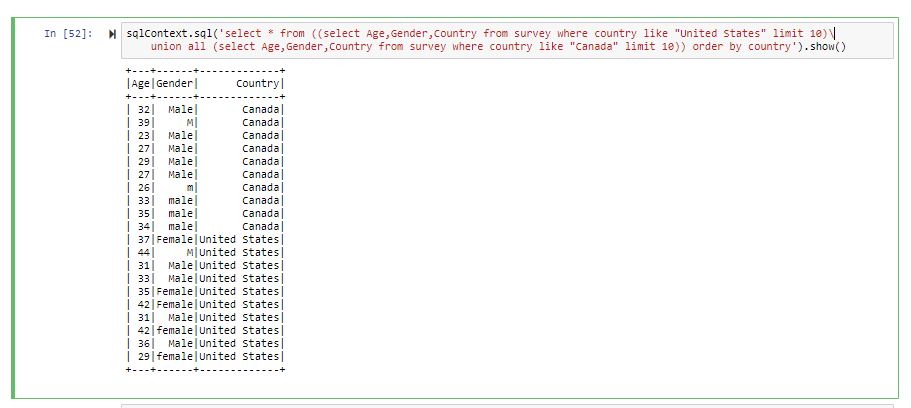 In [52]: sqlContext.sql('select * from ((select Age,Gender,Country from survey where country like "United States" limit 10)\
union all (select Age,Gender,Country from survey where country like "Canada" limit 10)) order by country').show()
+---+------+-------------+
|Age|Gender|      Country|
+---+------+-------------+
| 32|  Male|       Canada|
| 39|     M|       Canada|
| 23|  Male|       Canada|
| 27|  Male|       Canada|
| 29|  Male|       Canada|
| 27|  Male|       Canada|
| 26|     m|       Canada|
| 33|  male|       Canada|
| 35|  male|       Canada|
| 34|  male|       Canada|
| 37|Female|United States|
| 44|     M|United States|
| 31|  Male|United States|
| 33|  Male|United States|
| 35|Female|United States|
| 42|Female|United States|
| 31|  Male|United States|
| 42|female|United States|
| 36|  Male|United States|
| 29|female|United States|
+---+------+-------------+